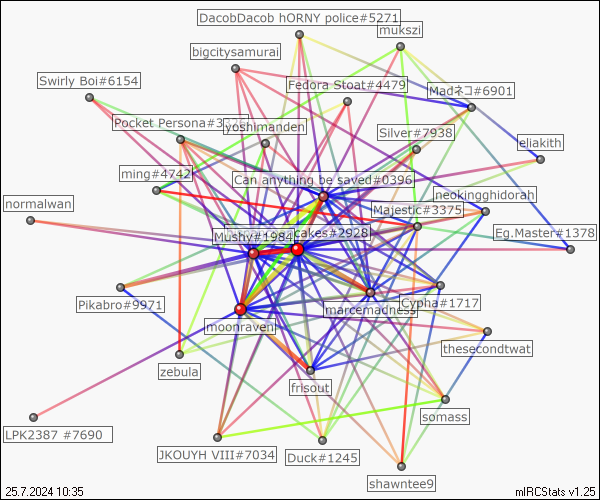 DacobDacob hORNY police#5271
mukszi
bigcitysamurai
Swirly Boi#6154
Fedora Stoat#4479
Madネコ#6901
Pocket Persona#
yoshimanden
Silver#7938
eliakith
ming#4742
Can anything be saved#0396
neokingghidorah
normalwan
Majestic#3375
Mushy#1984
cakes#2928
Eg.Master#1378
Pikabro#9971
Cypha#1717
marcemadness
moonraven
thesecondtwat
zebula
frisout
somass
LPK2387 #7690
JKOUYH VIII#7034
Duck#1245
shawntee9
25.7.2024 10:35
mIRCStats v1.25